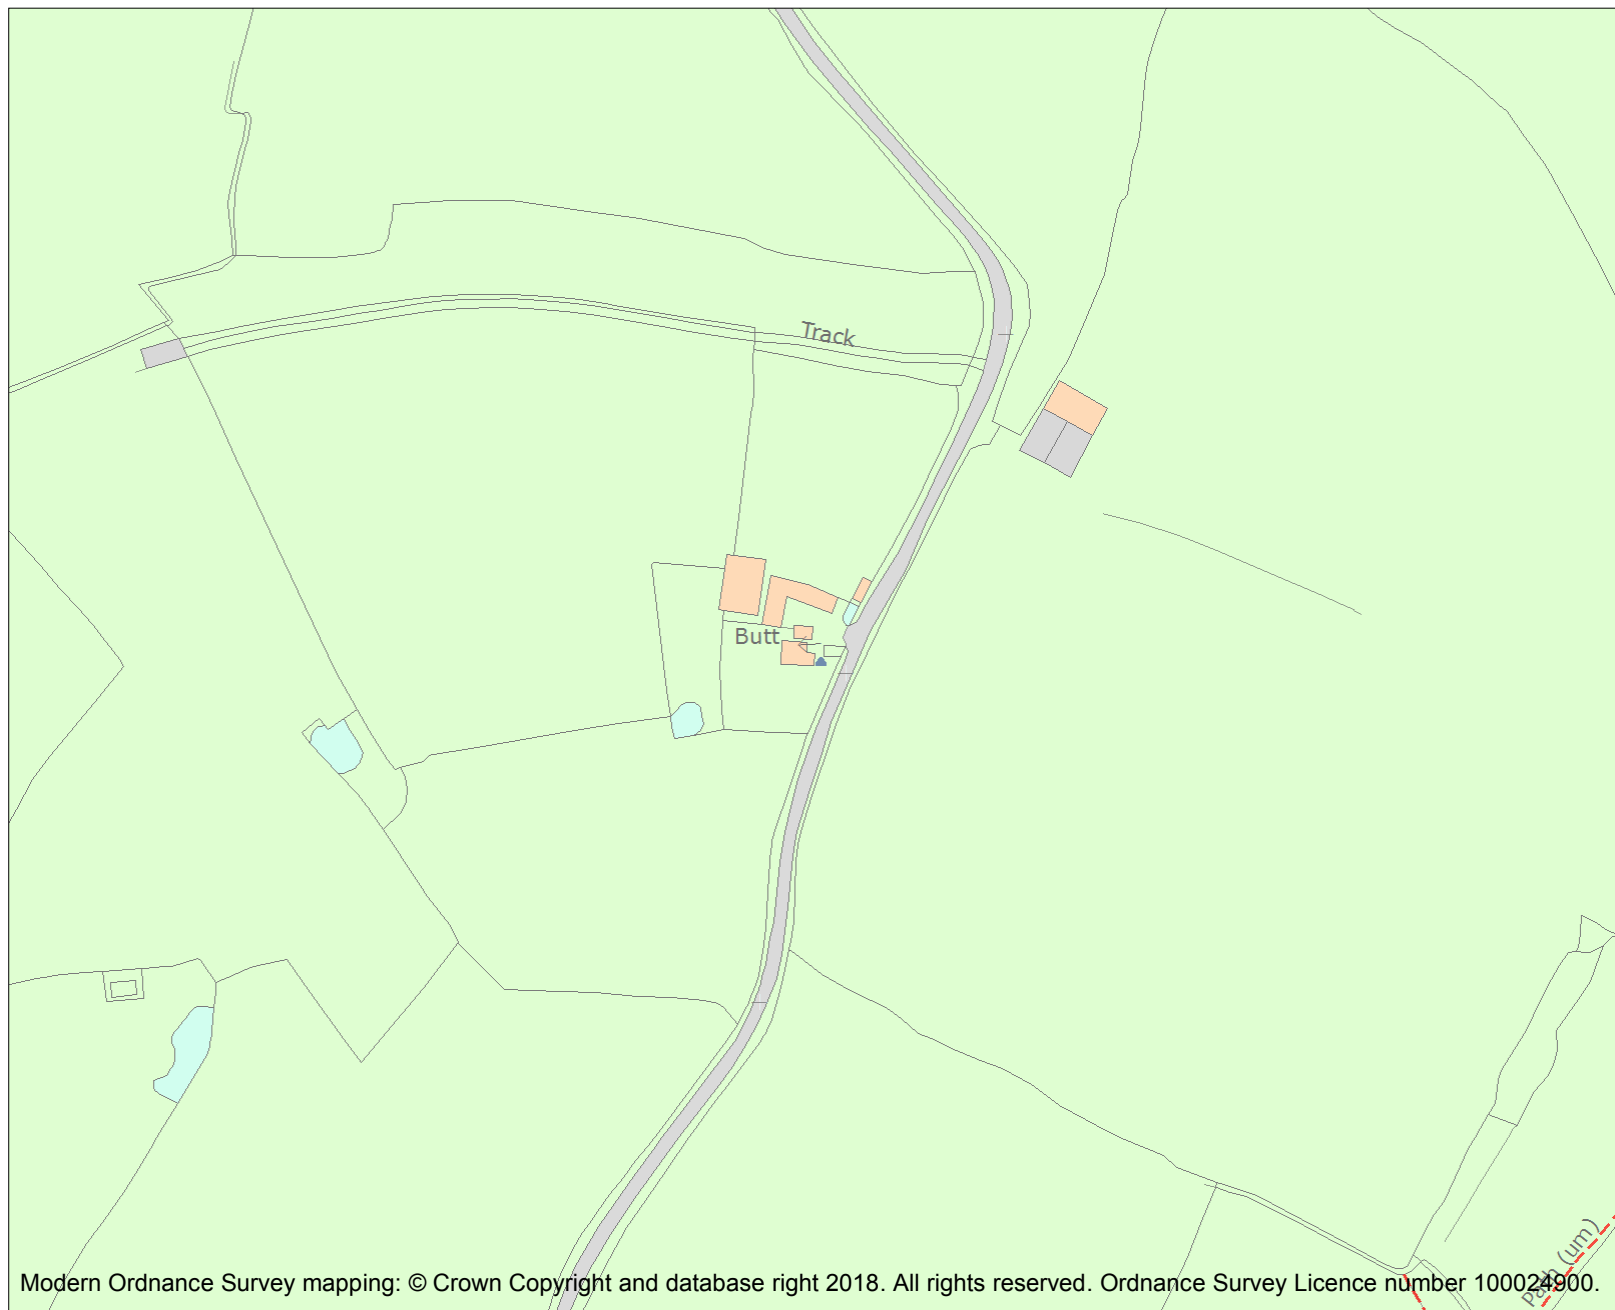 Track
Butt
Path (um)
Modern Ordnance Survey mapping: © Crown Copyright and database right 2018. All rights reserved. Ordnance Survey Licence number 100024900.